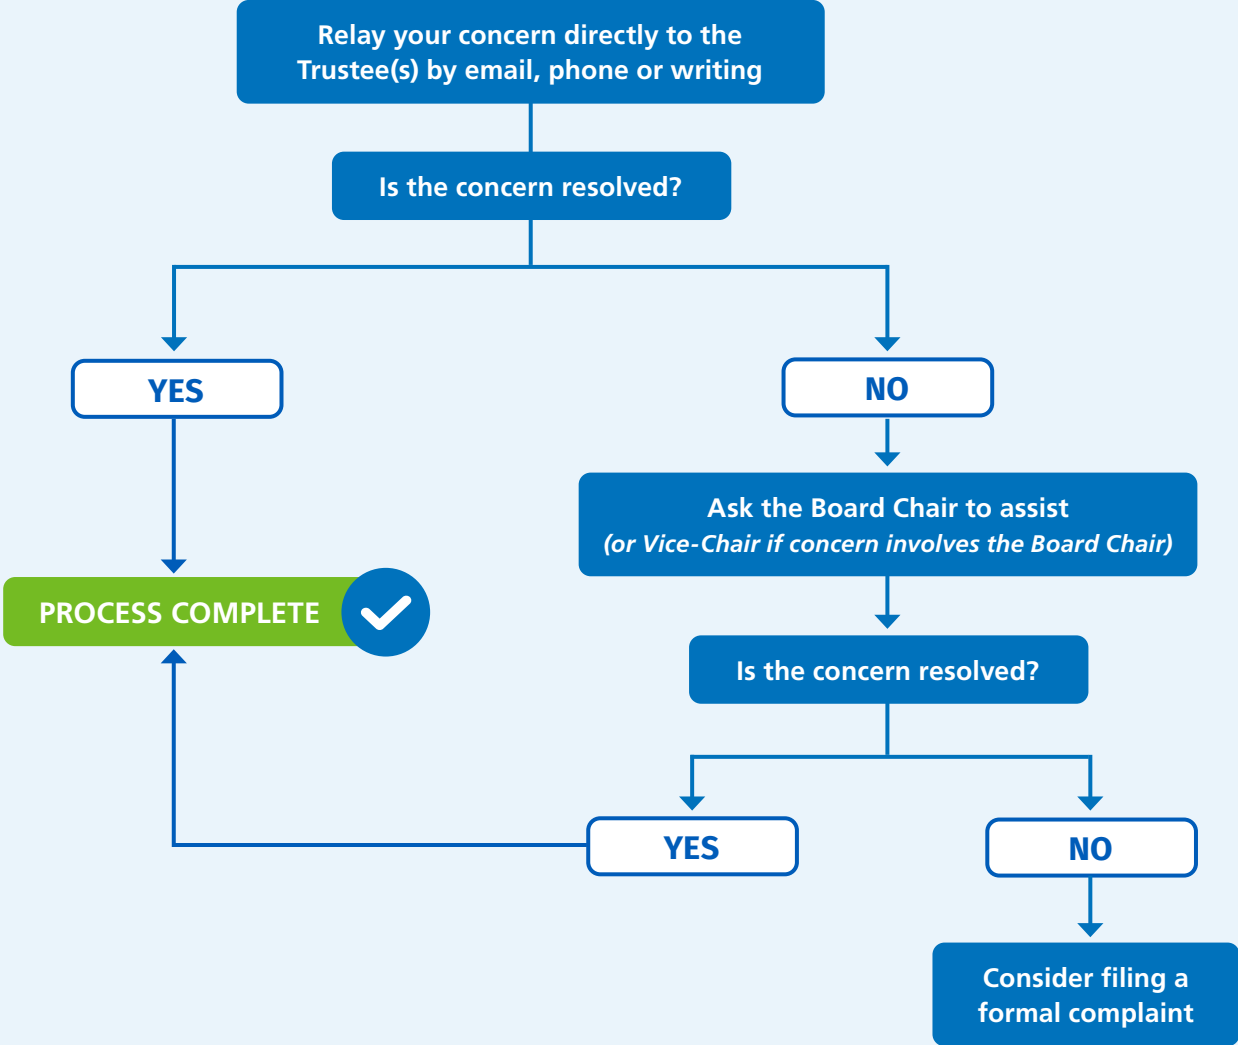 Relay your concern directly to the
Trustee(s) by email, phone or writing
Is the concern resolved?
YES
NO
Ask the Board Chair to assist
(or Vice-Chair if concern involves the Board Chair)
PROCESS COMPLETE
Is the concern resolved?
YES
NO
Consider filing a
formal complaint